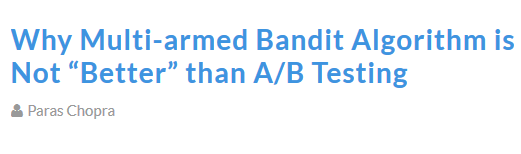 Why Multi-armed Bandit Algorithm is
Not “Better” than A/B Testing
Paras Chopra